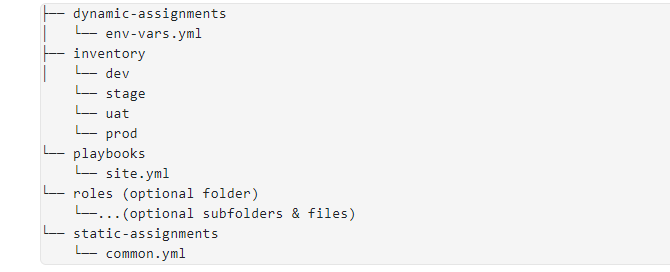 ├── dynamic-assignments
│   └── env-vars.yml
├── inventory
│   └── dev
    └── stage
    └── uat
    └── prod
└── playbooks
    └── site.yml
└── roles (optional folder)
    └──...(optional subfolders & files)
└── static-assignments
    └── common.yml